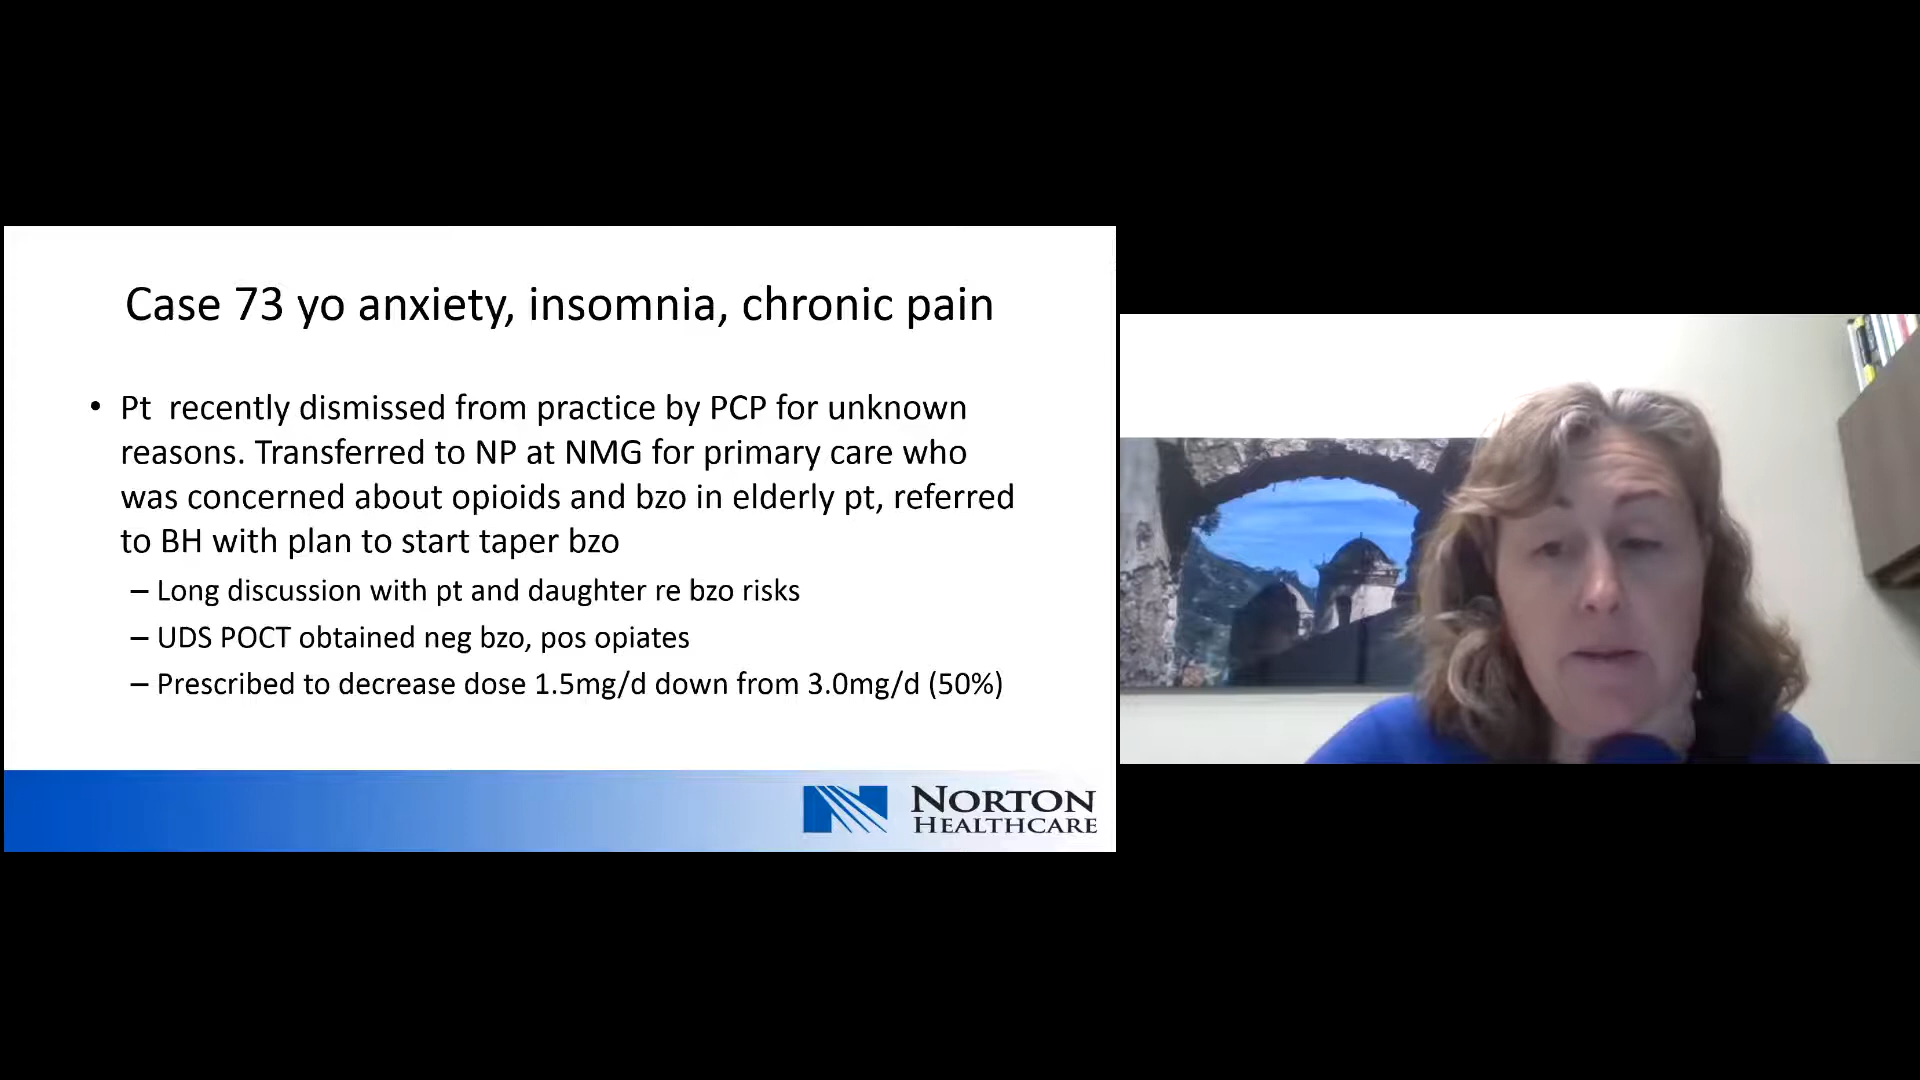 Case 73 yo anxiety, insomnia, chronic pain
• Pt recently dismissed from practice by PCP for unknown
reasons. Transferred to NP at NMG for primary care who
was concerned about opioids and bzo in elderly pt, referred
to BH with plan to start taper bzo
– Long discussion with pt and daughter re bzo risks
– UDS POCT obtained neg bzo, pos opiates
– Prescribed to decrease dose 1.5mg/d down from 3.0mg/d (50%)
NORTON
HEALTHCARE